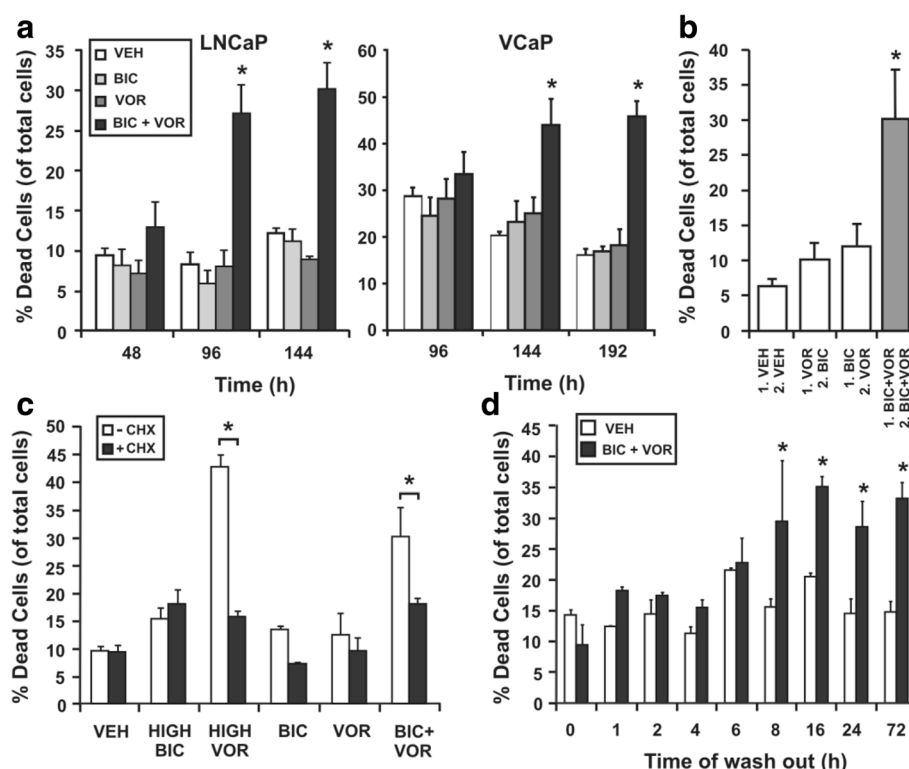 a
LNCaP
VEH
BIC
VOR
BIC + VOR
% Dead Cells (of total cells)
35
30
25
20
15
10
5
0
* *
48 96 144
Time (h)
VCaP
60
50
40
30
20
10
0
* *
96 144 192
Time (h)
b
% Dead Cells (of total cells)
40
35
30
25
20
15
10
5
0
*
1. VEH
2. VEH
1. VOR
2. BIC
1. BIC
2. VOR
1. BIC+VOR
2. BIC+VOR
c
- CHX
+ CHX
% Dead Cells (of total cells)
50
45
40
35
30
25
20
15
10
5
0
* *
VEH HIGH HIGH BIC VOR BIC+
BIC VOR VOR
d
VEH
BIC + VOR
% Dead Cells (of total cells)
45
40
35
30
25
20
15
10
5
0
* * * *
0 1 2 4 6 8 16 24 72
Time of wash out (h)